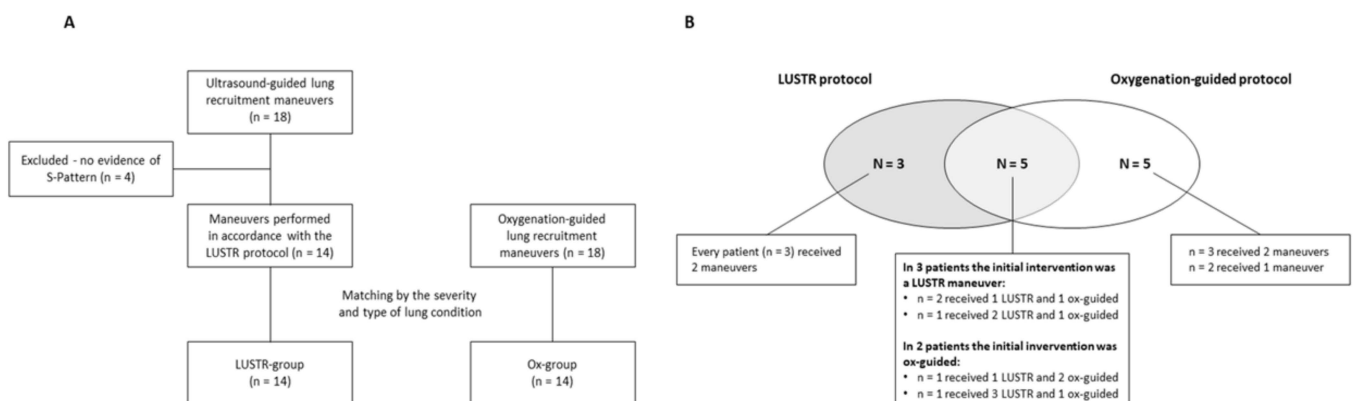 A
Ultrasound-guided lung
recruitment maneuvers
(n = 18)
Excluded - no evidence of
S-Pattern (n = 4)
Maneuvers performed
in accordance with the
LUSTR protocol (n = 14)
Oxygenation-guided
lung recruitment
maneuvers (n = 18)
Matching by the severity
and type of lung condition
LUSTR-group
(n = 14)
Ox-group
(n = 14)
B
LUSTR protocol
Oxygenation-guided protocol
N = 3
N = 5
N = 5
Every patient (n = 3) received
2 maneuvers
In 3 patients the initial intervention was
a LUSTR maneuver:
• n = 2 received 1 LUSTR and 1 ox-guided
• n = 1 received 2 LUSTR and 1 ox-guided
In 2 patients the initial invervention was
ox-guided:
• n = 1 received 1 LUSTR and 2 ox-guided
• n = 1 received 3 LUSTR and 1 ox-guided
n = 3 received 2 maneuvers
n = 2 received 1 maneuver